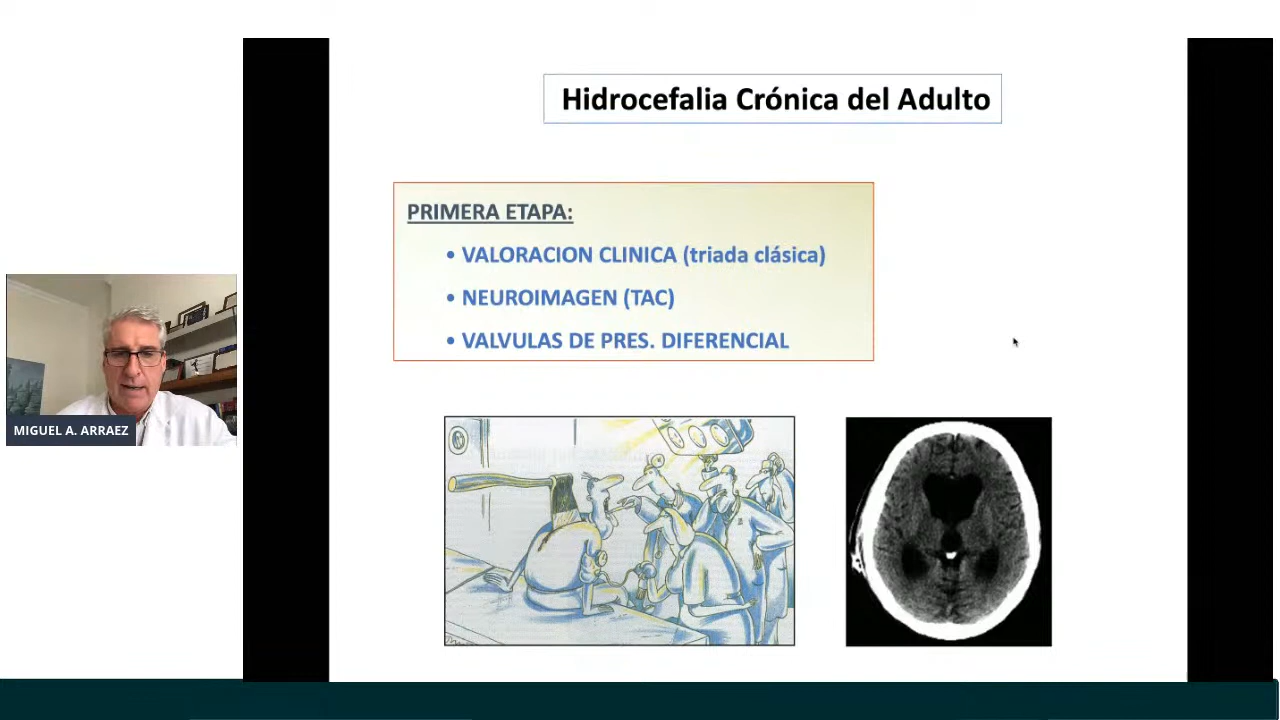 Hidrocefalia Crónica del Adulto
PRIMERA ETAPA:
• VALORACION CLINICA (triada clásica)
• NEUROIMAGEN (TAC)
• VALVULAS DE PRES. DIFERENCIAL
MIGUEL A. ARRAEZ